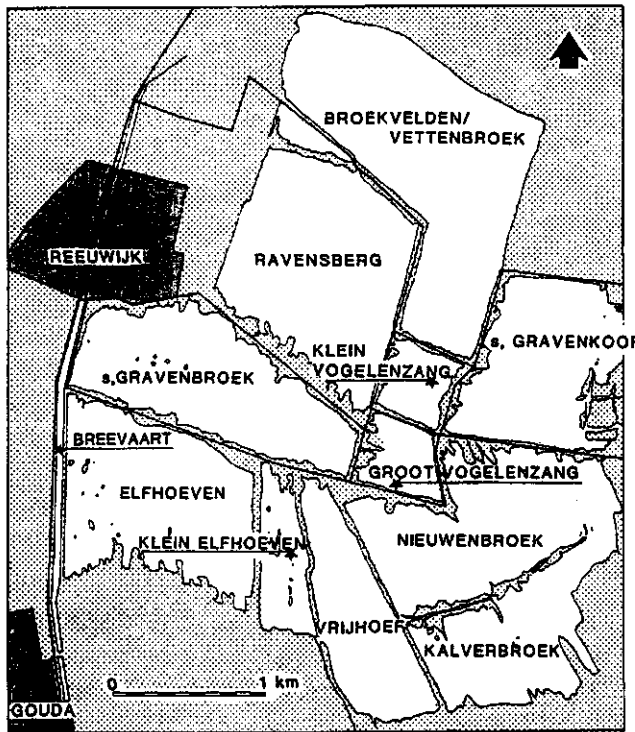 BROEKVELDEN/
VETTENBROEK
REEUWIJK
RAVENSBERG
KLEIN
VOGELENZANG
s, GRAVENKOOP
s,GRAVENBROEK
BREEVAART
GROOT VOGELENZANG
ELFHOEVEN
NIEUWENBROEK
KLEIN ELFHOEVEN
VRIJHOEF
KALVERBROEK
0 1 km
GOUDA